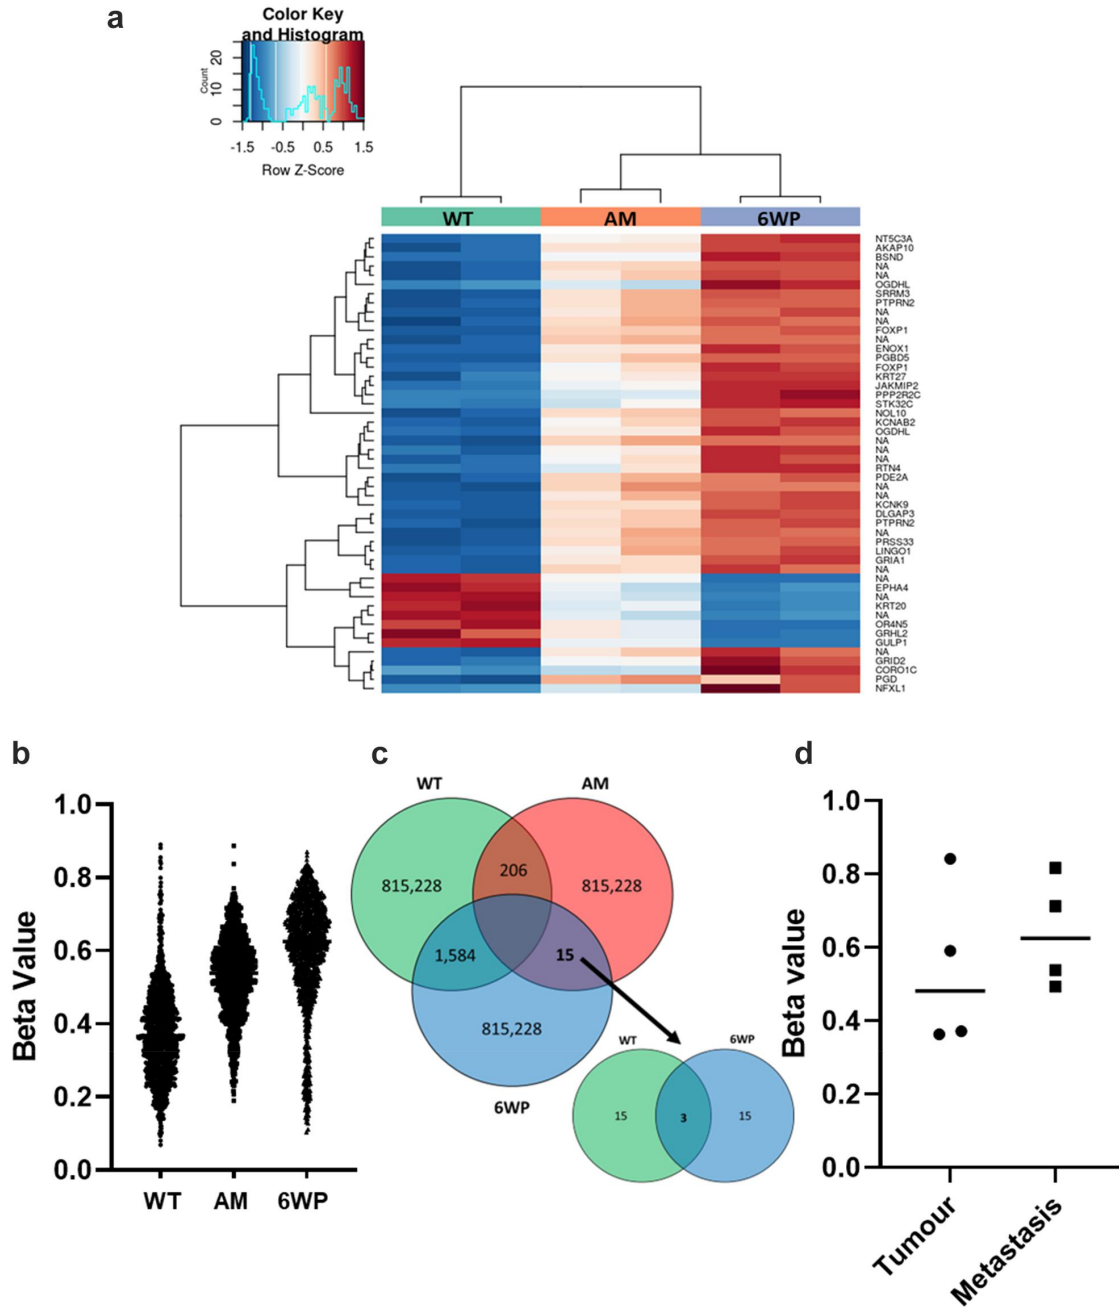 a
Color Key
and Histogram
Count
0 10 20
-1.5 -0.5 0.5 1.5
Row Z-Score
WT AM 6WP
NT5C3A
AKAP10
BSND
NA
NA
OGDHL
SRRM3
PTPRN2
NA
NA
FOXP1
NA
ENOX1
PGBD5
FOXP1
KRT27
JAKMIP2
PPP2R2C
STK32C
NOL10
KCNAB2
OGDHL
NA
NA
NA
RTN4
PDE2A
NA
NA
KCNK9
DLGAP3
PTPRN2
NA
PRSS33
LINGO1
GRIA1
NA
NA
EPHA4
NA
KRT20
NA
OR4N5
GRHL2
GULP1
NA
GRID2
CORO1C
PGD
NFXL1
b
Beta Value
1.0
0.8
0.6
0.4
0.2
0.0
WT AM 6WP
c
WT AM
206
815,228 815,228
1,584 15
815,228
6WP
WT 6WP
15 3 15
d
Beta value
1.0
0.8
0.6
0.4
0.2
0.0
Tumour
Metastasis